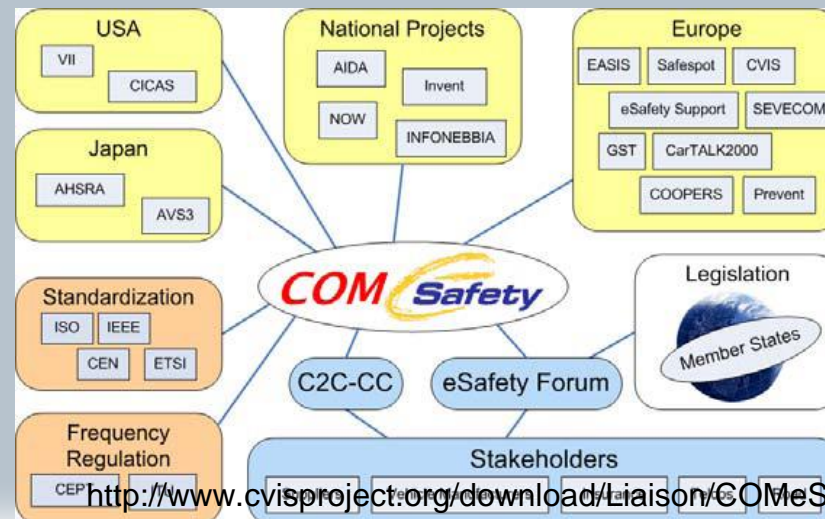 USA
VII
CICAS
National Projects
AIDA
Invent
NOW
INFONEBBIA
Europe
EASIS Safespot CVIS
eSafety Support SEVECOM
GST CarTALK2000
COOPERS Prevent
Japan
AHSRA
AVS3
COM Safety
Standardization
ISO IEEE
CEN ETSI
Legislation
Member States
C2C-CC eSafety Forum
Frequency
Regulation
CEPT
Stakeholders
http://www.cvisproject.org/download/Liaison/COMeS